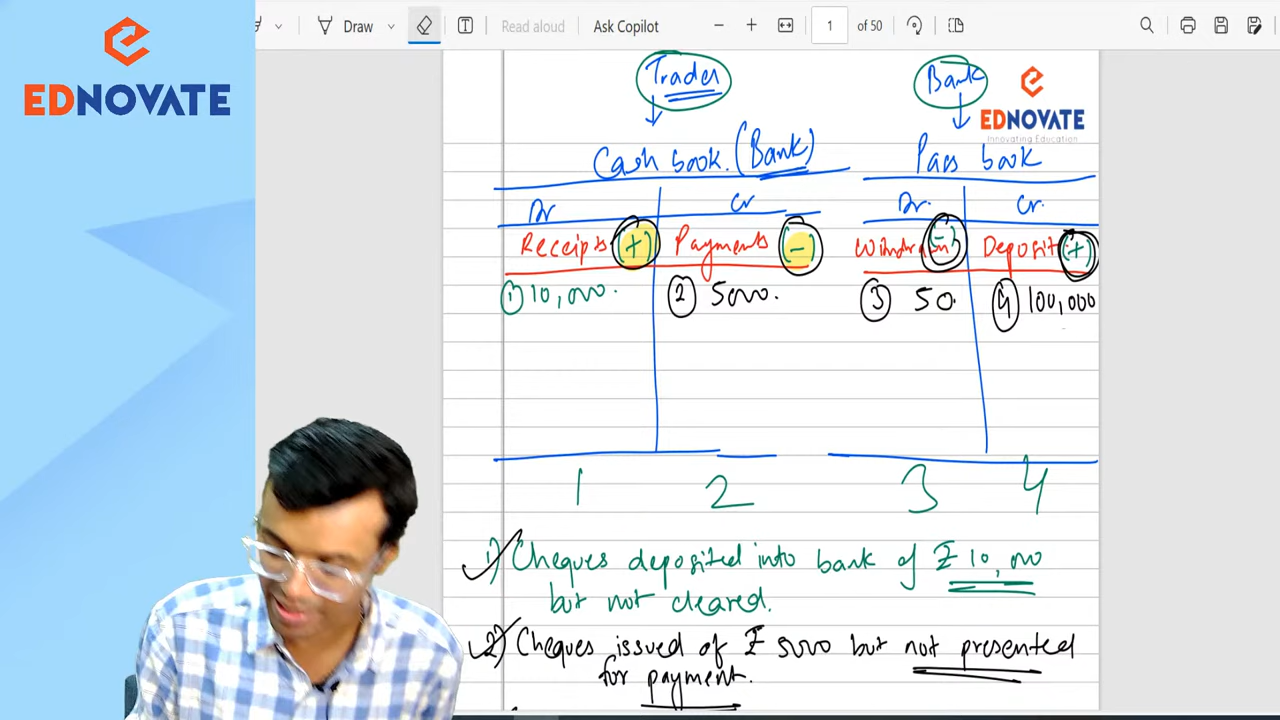 EDNOVATE
Draw
Read aloud
Ask Copilot
1
of 50
Trader
Bank
EDNOVATE
Innovating Education
Cash book. (Bank)
Pass book
Dr
Cr
Dr.
Cr.
Receipts (+)
Payments (-)
(-)
Deposit (+)
① 10,000.
② 5000.
③ 50.
④ 100,000
1 2 3 4
1) Cheques deposited into bank of ₹ 10,000
but not cleared.
2) Cheques issued of ₹ 5000 but not presented
for payment.